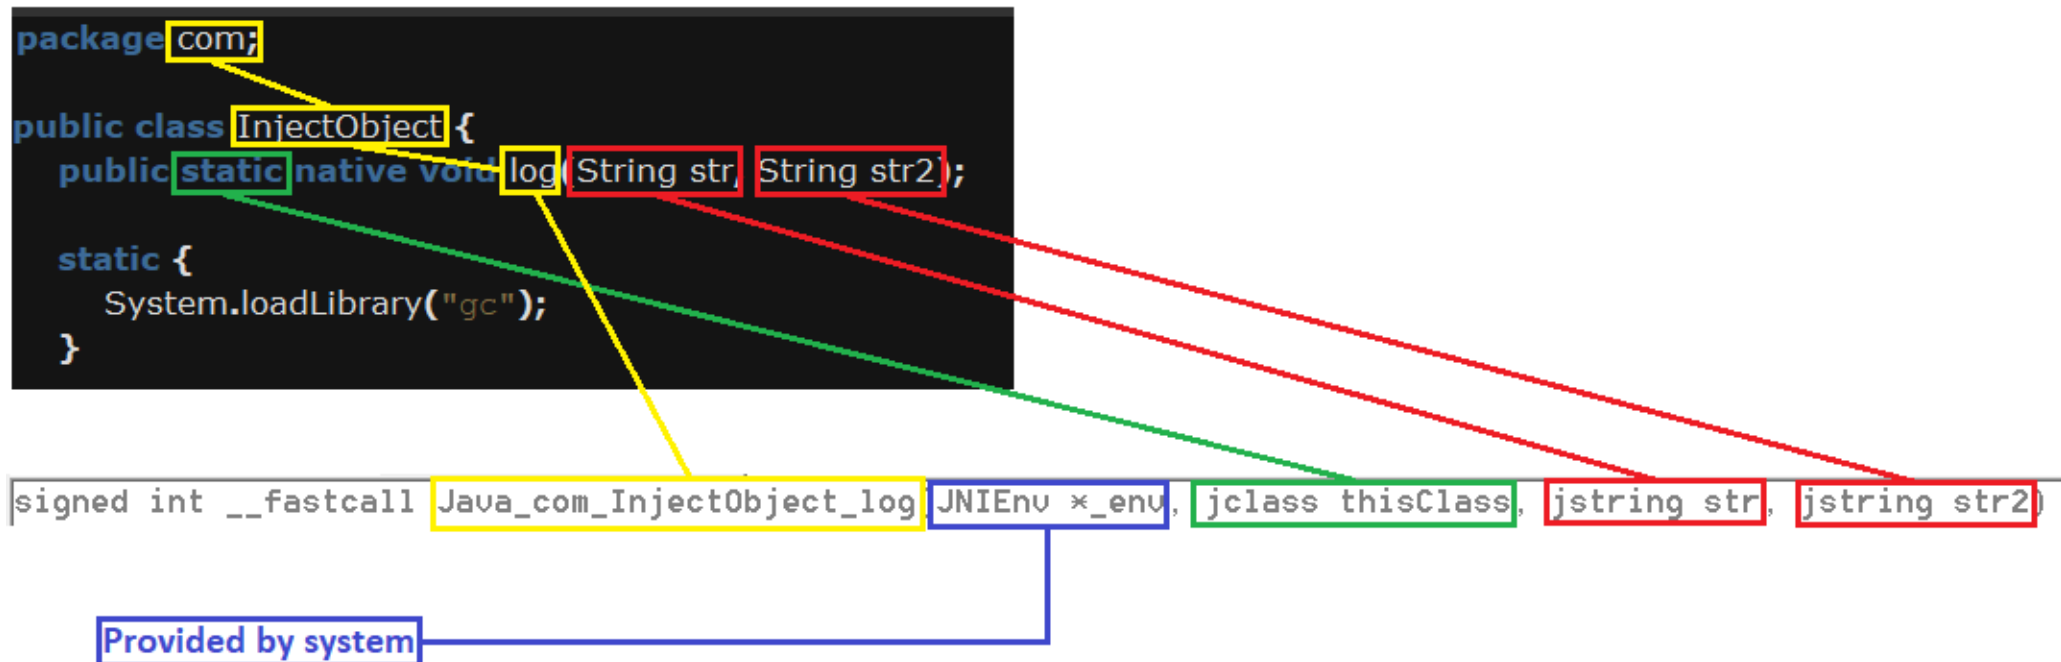 package com;
public class InjectObject {
public static native void log(String str, String str2);
static {
System.loadLibrary("gc");
}
signed int __fastcall Java_com_InjectObject_log(JNIEnv *_env, jclass thisClass, jstring str, jstring str2)
Provided by system